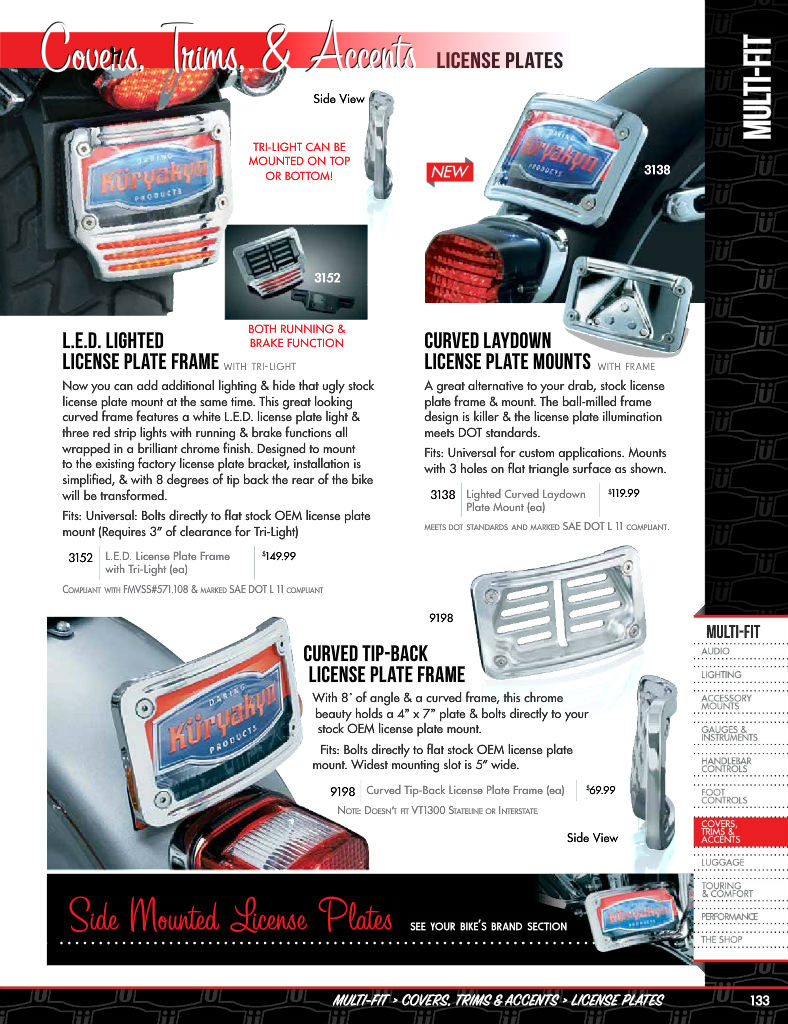 Covers, Trims, & Accents LICENSE PLATES
MULTI-FIT
Side View
TRI-LIGHT CAN BE
MOUNTED ON TOP
OR BOTTOM!
DARING
Küryakyn
PRODUCTS
3152
BOTH RUNNING &
BRAKE FUNCTION
NEW
DARING
Küryakyn
PRODUCTS
3138
L.E.D. LIGHTED
LICENSE PLATE FRAME WITH TRI-LIGHT
Now you can add additional lighting & hide that ugly stock
license plate mount at the same time. This great looking
curved frame features a white L.E.D. license plate light &
three red strip lights with running & brake functions all
wrapped in a brilliant chrome finish. Designed to mount
to the existing factory license plate bracket, installation is
simplified, & with 8 degrees of tip back the rear of the bike
will be transformed.
Fits: Universal: Bolts directly to flat stock OEM license plate
mount (Requires 3" of clearance for Tri-Light)
3152 L.E.D. License Plate Frame $149.99
with Tri-Light (ea)
COMPLIANT WITH FMVSS#571.108 & MARKED SAE DOT L 11 COMPLIANT
CURVED LAYDOWN
LICENSE PLATE MOUNTS WITH FRAME
A great alternative to your drab, stock license
plate frame & mount. The ball-milled frame
design is killer & the license plate illumination
meets DOT standards.
Fits: Universal for custom applications. Mounts
with 3 holes on flat triangle surface as shown.
3138 Lighted Curved Laydown $119.99
Plate Mount (ea)
MEETS DOT STANDARDS AND MARKED SAE DOT L 11 COMPLIANT.
9198
DARING
Küryakyn
PRODUCTS
CURVED TIP-BACK
LICENSE PLATE FRAME
With 8° of angle & a curved frame, this chrome
beauty holds a 4" x 7" plate & bolts directly to your
stock OEM license plate mount.
Fits: Bolts directly to flat stock OEM license plate
mount. Widest mounting slot is 5" wide.
9198 Curved Tip-Back License Plate Frame (ea) $69.99
NOTE: DOESN'T FIT VT1300 STATELINE OR INTERSTATE.
Side View
Side Mounted License Plates SEE YOUR BIKE'S BRAND SECTION
Küryakyn
MULTI-FIT
AUDIO
LIGHTING
ACCESSORY
MOUNTS
GAUGES &
INSTRUMENTS
HANDLEBAR
CONTROLS
FOOT
CONTROLS
COVERS,
TRIMS &
ACCENTS
LUGGAGE
TOURING
& COMFORT
PERFORMANCE
THE SHOP
MULTI-FIT > COVERS, TRIMS & ACCENTS > LICENSE PLATES 133